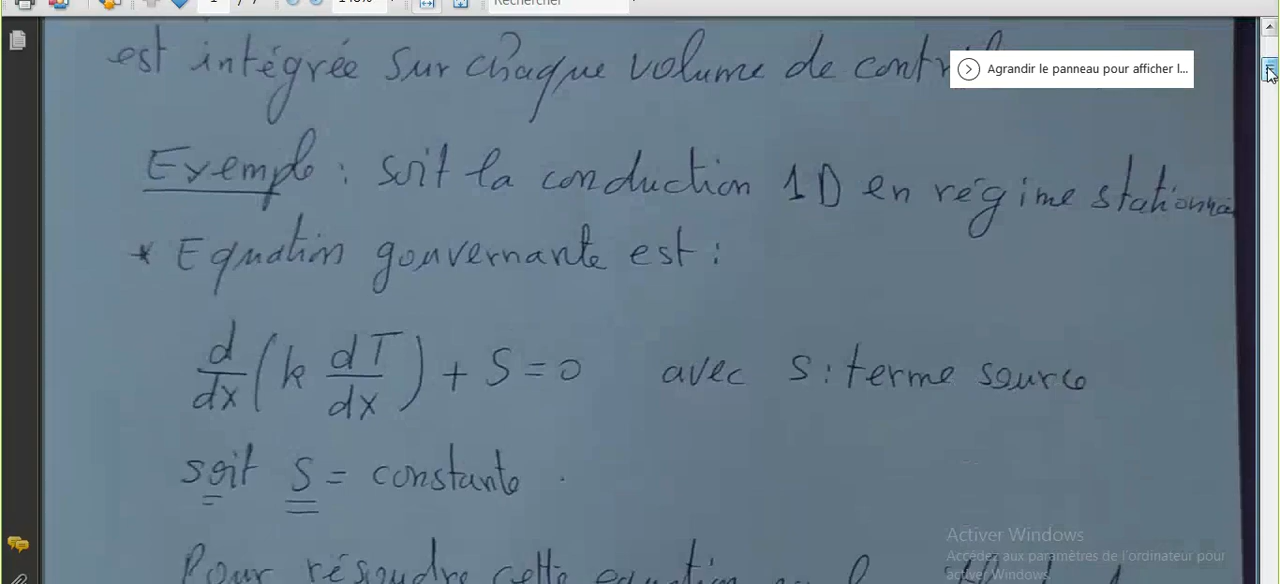 Rechercher
est intégrée sur chaque volume de contr
Agrandir le panneau pour afficher l...
Exemple : soit la conduction 1D en régime stationna
* Equation gouvernante est :
d/dx (k dT/dx) + S = 0 avec S : terme source
soit S = constante .
Pour résoudre cette equation
Activer Windows
Accédez aux paramètres de l'ordinateur pour
activer Windows.